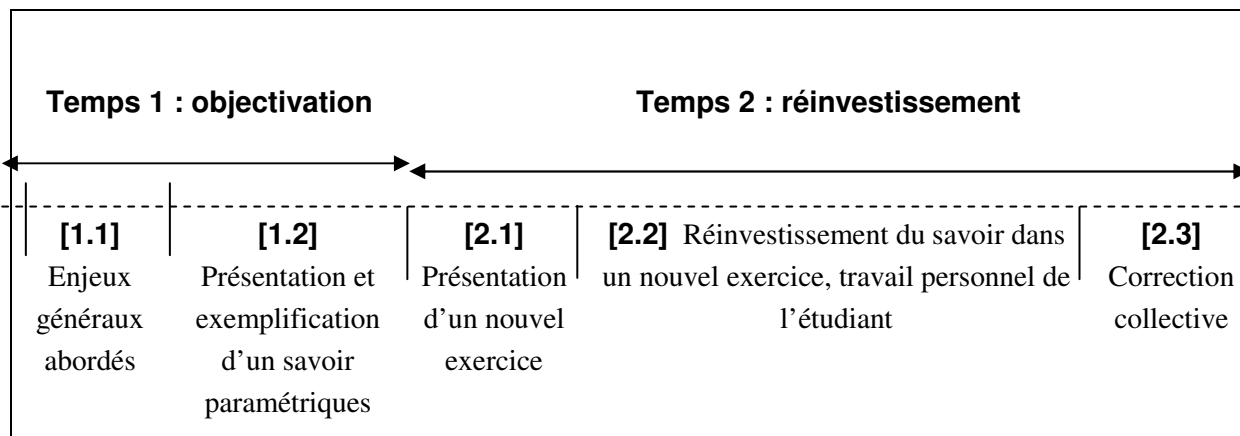 Temps 1 : objectivation
Temps 2 : réinvestissement
[1.1]
Enjeux
généraux
abordés
[1.2]
Présentation et
exemplification
d’un savoir
paramétriques
[2.1]
Présentation
d’un nouvel
exercice
[2.2] Réinvestissement du savoir dans
un nouvel exercice, travail personnel de
l’étudiant
[2.3]
Correction
collective